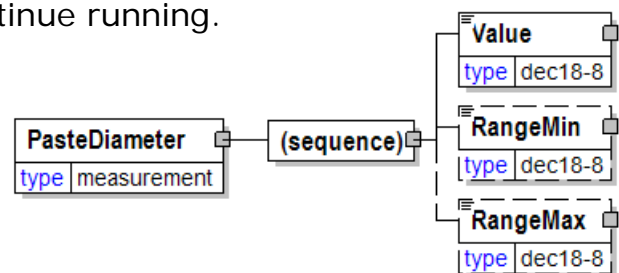 tinue running.
Value
type dec18-8
RangeMin
type dec18-8
PasteDiameter
type measurement
(sequence)
RangeMax
type dec18-8